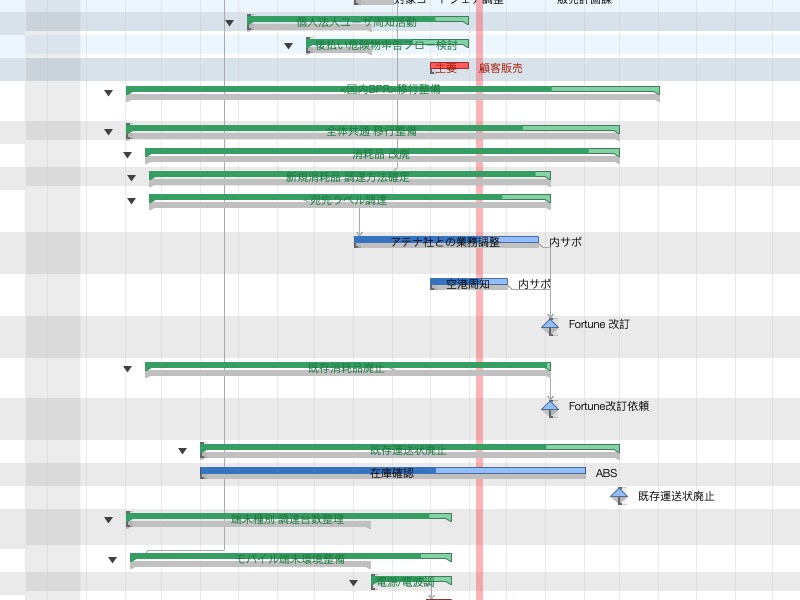 対象コードシェア調整 販売計画課
個人法人ユーザ周知活動
後払い危険物申告フロー検討
主要 顧客販売
<国内BPR>移行整備
全体共通 移行整備
消耗品 改廃
新規消耗品 調達方法確定
宛先ラベル調達
アテナ社との業務調整 内サポ
空港周知 内サポ
Fortune 改訂
既存消耗品廃止
Fortune改訂依頼
既存運送状廃止
在庫確認 ABS
既存運送状廃止
端末種別 調達台数整理
モバイル端末環境整備
電源/電波調